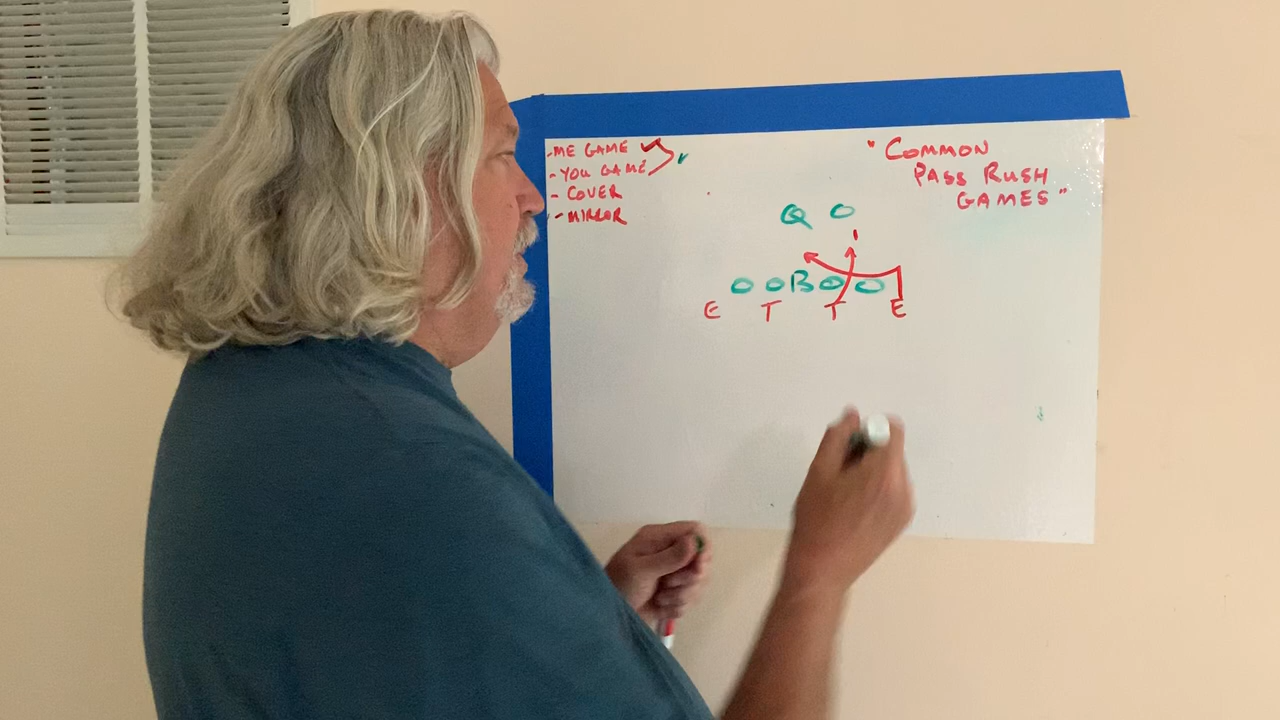 -ME GAME
-YOU GAME
- COVER
- MIRROR
"COMMON
PASS RUSH
GAMES"
Q O
O O B O O
E T T E